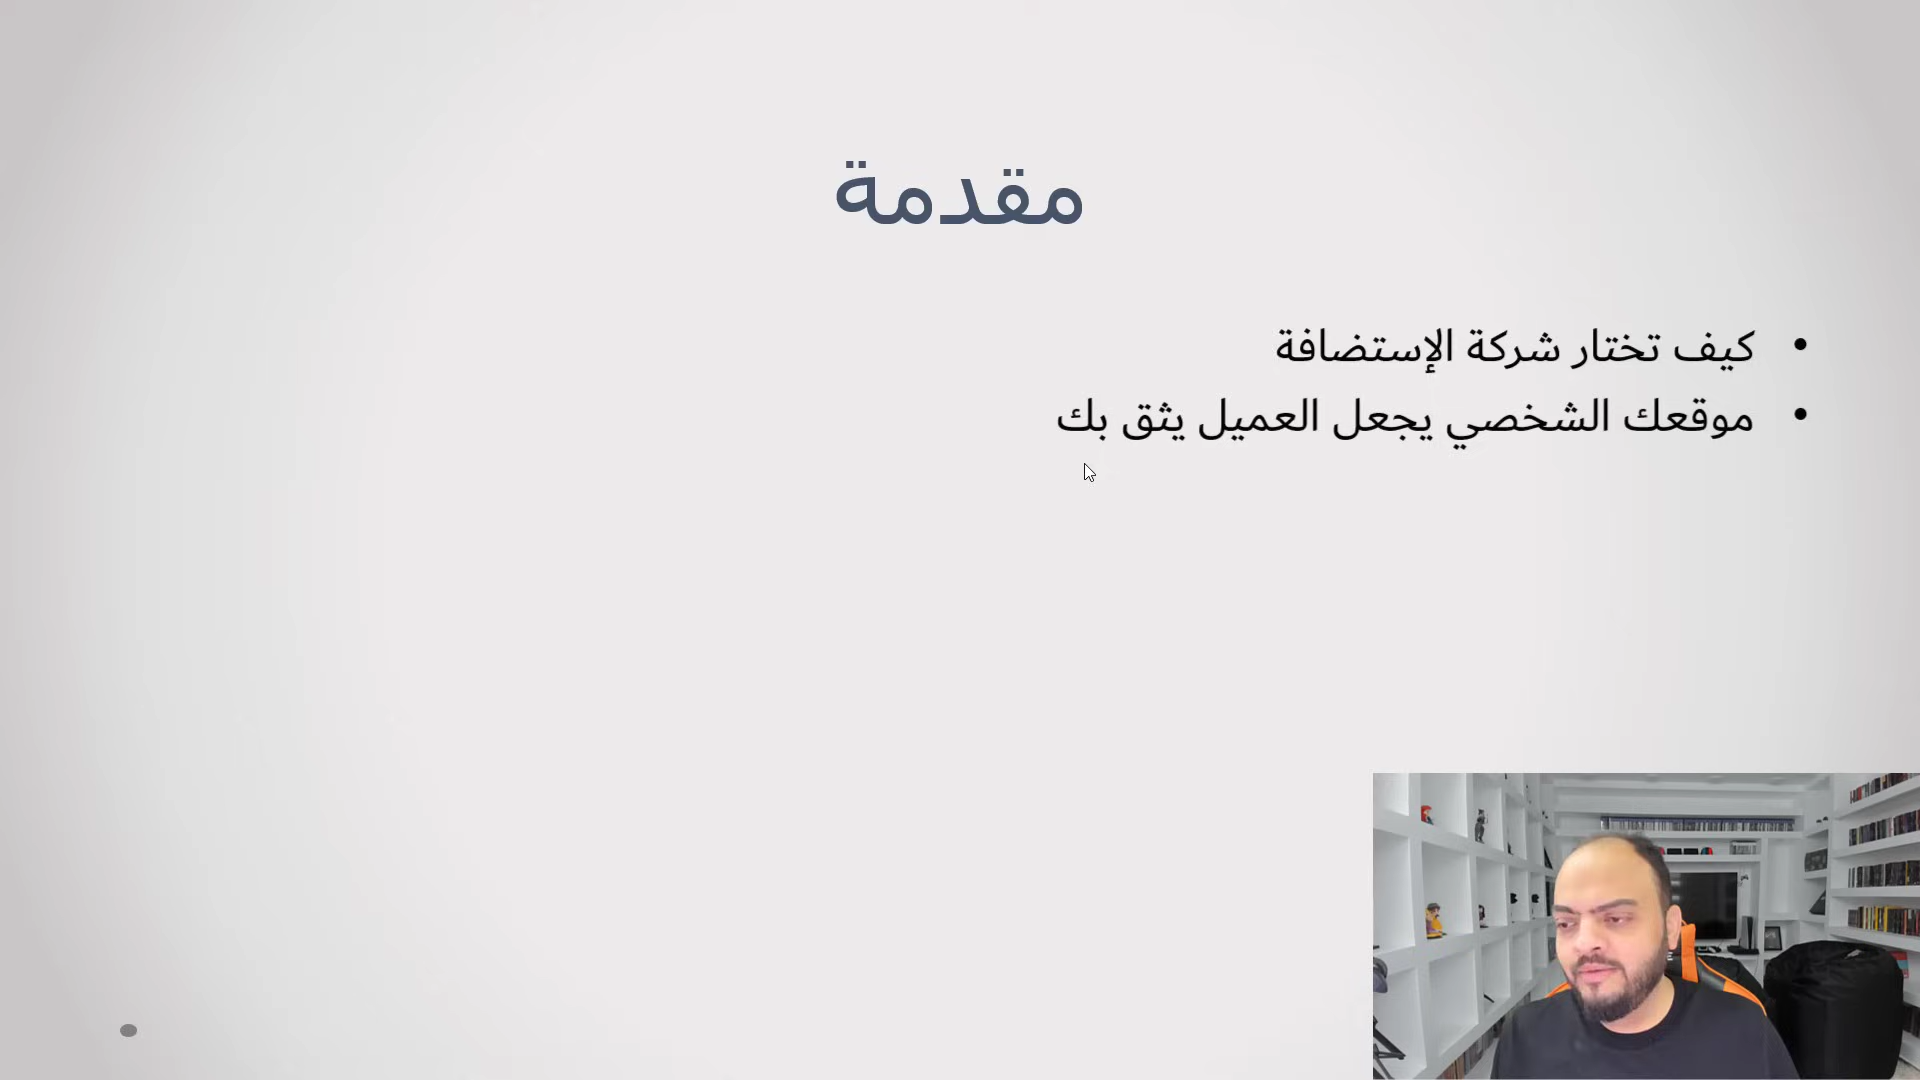 مقدمة
• كيف تختار شركة الإستضافة
• موقعك الشخصي يجعل العميل يثق بك